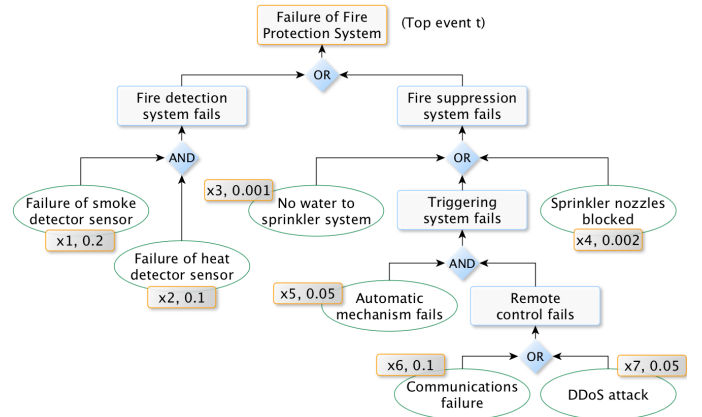 Failure of Fire
Protection System
(Top event t)
OR
Fire detection
system fails
Fire suppression
system fails
AND
OR
x3, 0.001
Failure of smoke
detector sensor
x1, 0.2
No water to
sprinkler system
Triggering
system fails
Sprinkler nozzles
blocked
x4, 0.002
Failure of heat
detector sensor
x2, 0.1
AND
x5, 0.05
Automatic
mechanism fails
Remote
control fails
OR
x6, 0.1
Communications
failure
x7, 0.05
DDoS attack